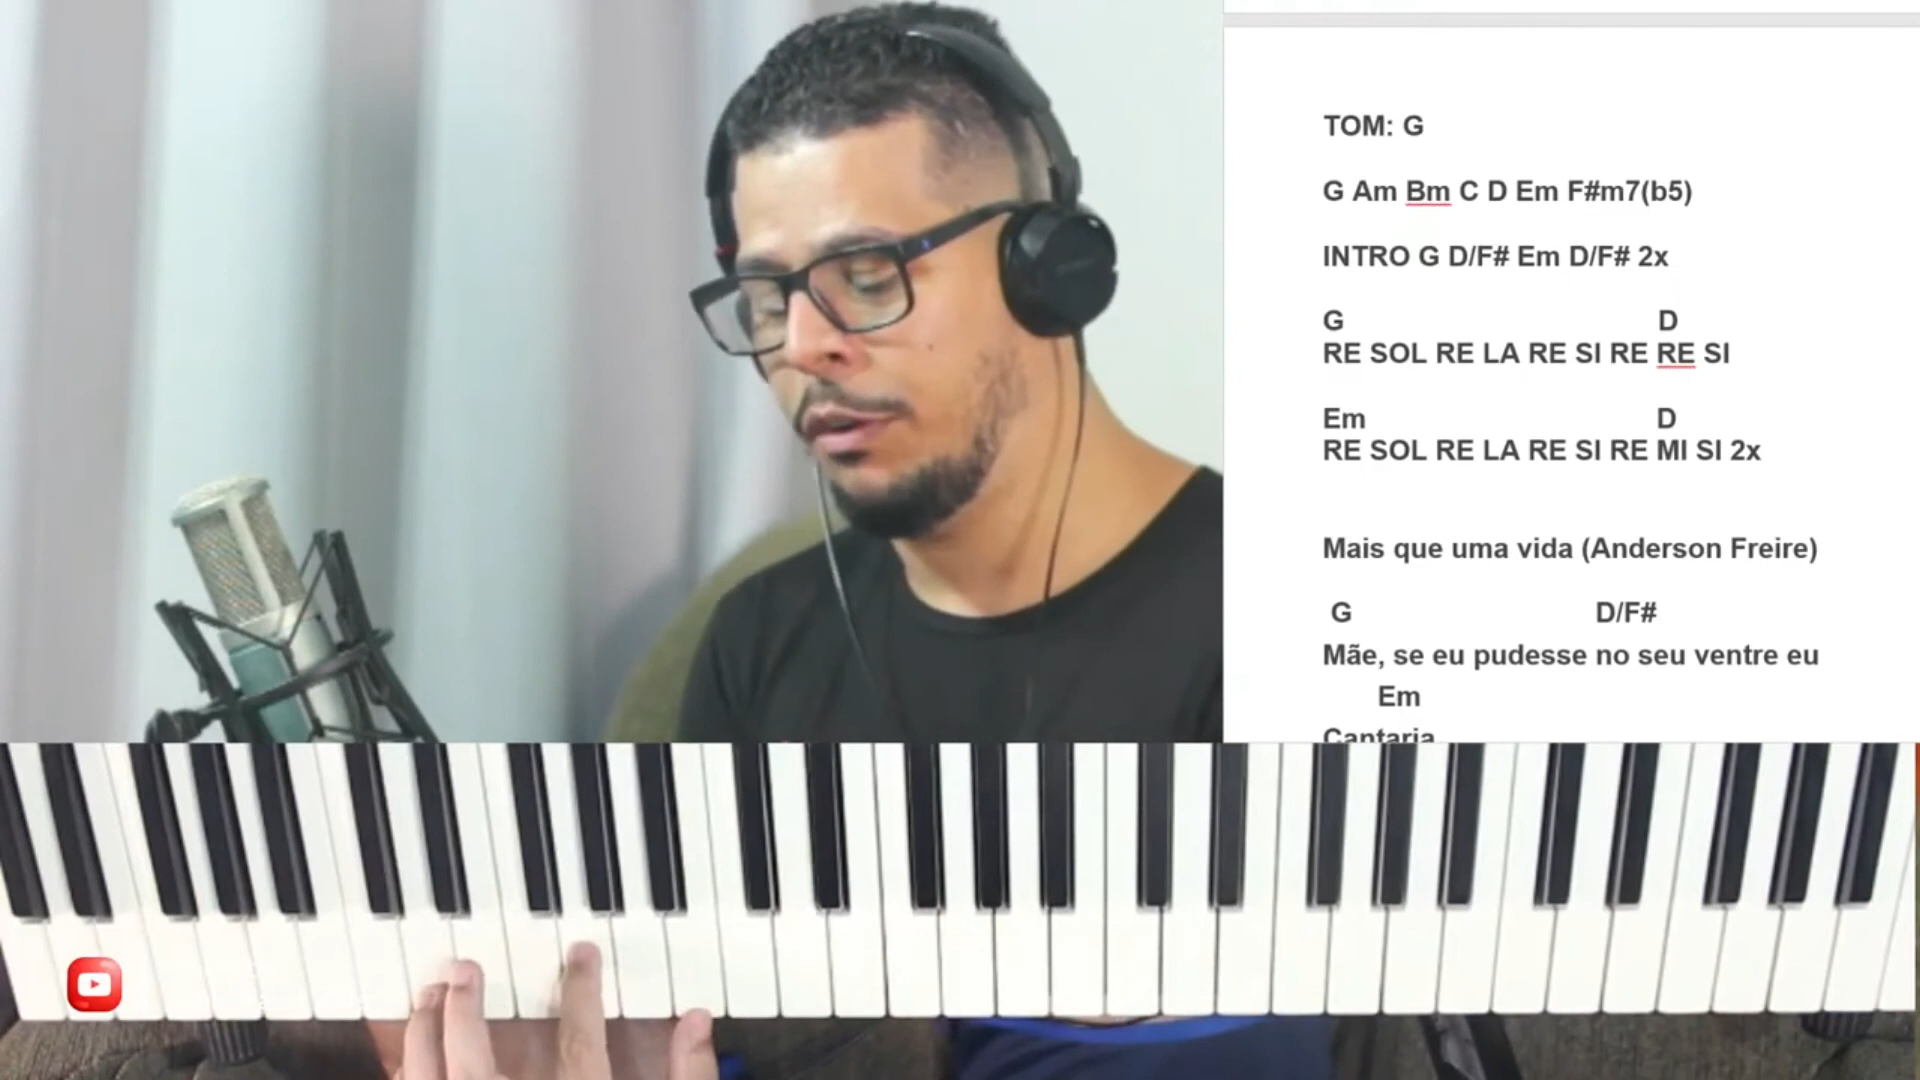 TOM: G
G Am Bm C D Em F#m7(b5)
INTRO G D/F# Em D/F# 2x
G D
RE SOL RE LA RE SI RE RE SI
Em D
RE SOL RE LA RE SI RE MI SI 2x
Mais que uma vida (Anderson Freire)
G D/F#
Mãe, se eu pudesse no seu ventre eu
Em
Cantaria